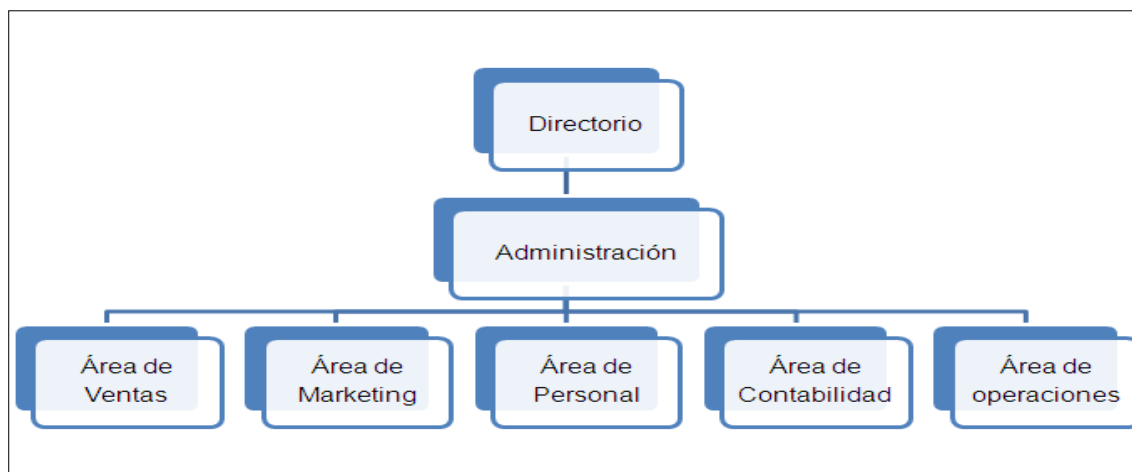 Directorio
Administración
Área de
Ventas
Área de
Marketing
Área de
Personal
Área de
Contabilidad
Área de
operaciones